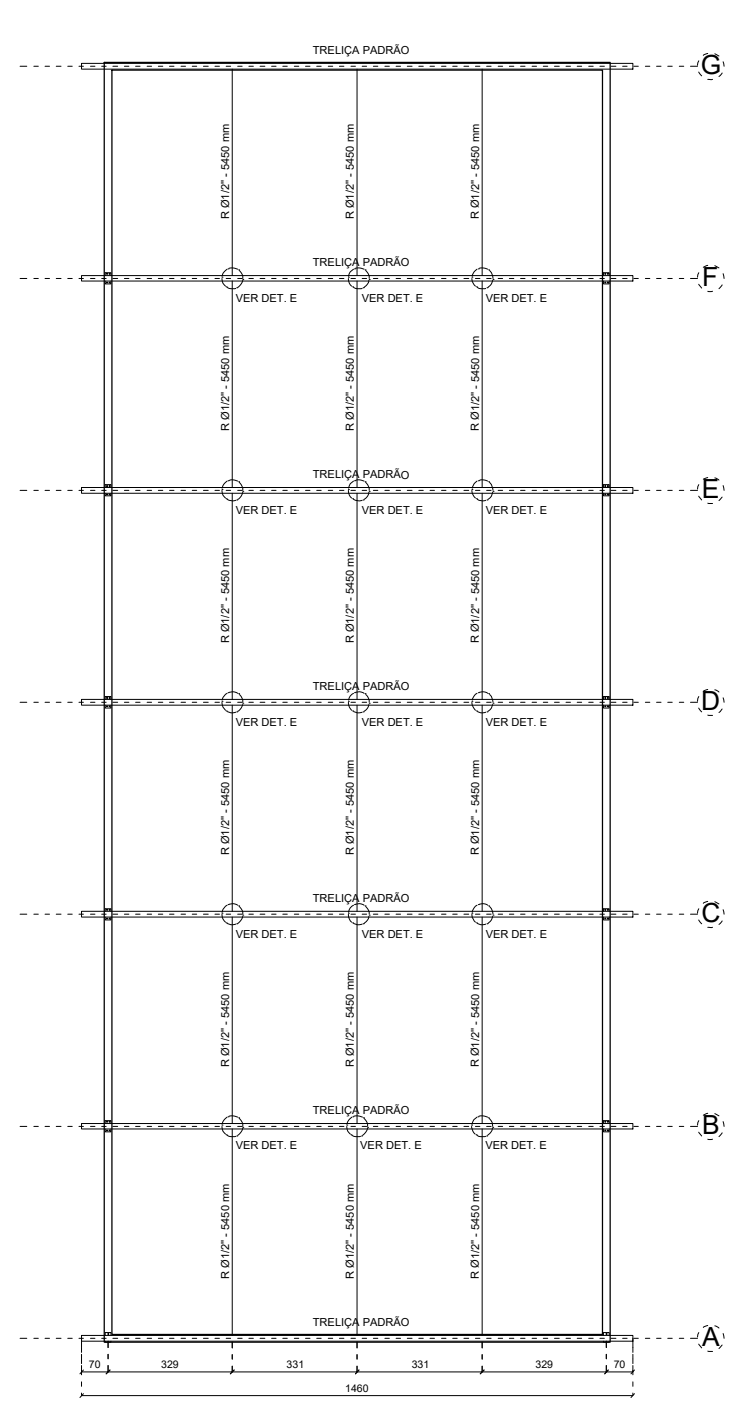 TRELIÇA PADRÃO
G
R Ø1/2" - 5450 mm
R Ø1/2" - 5450 mm
R Ø1/2" - 5450 mm
TRELIÇA PADRÃO
F
VER DET. E
VER DET. E
VER DET. E
R Ø1/2" - 5450 mm
R Ø1/2" - 5450 mm
R Ø1/2" - 5450 mm
TRELIÇA PADRÃO
E
VER DET. E
VER DET. E
VER DET. E
R Ø1/2" - 5450 mm
R Ø1/2" - 5450 mm
R Ø1/2" - 5450 mm
TRELIÇA PADRÃO
D
VER DET. E
VER DET. E
VER DET. E
R Ø1/2" - 5450 mm
R Ø1/2" - 5450 mm
R Ø1/2" - 5450 mm
TRELIÇA PADRÃO
C
VER DET. E
VER DET. E
VER DET. E
R Ø1/2" - 5450 mm
R Ø1/2" - 5450 mm
R Ø1/2" - 5450 mm
TRELIÇA PADRÃO
B
VER DET. E
VER DET. E
VER DET. E
R Ø1/2" - 5450 mm
R Ø1/2" - 5450 mm
R Ø1/2" - 5450 mm
TRELIÇA PADRÃO
A
70 329 331 331 329 70
1460